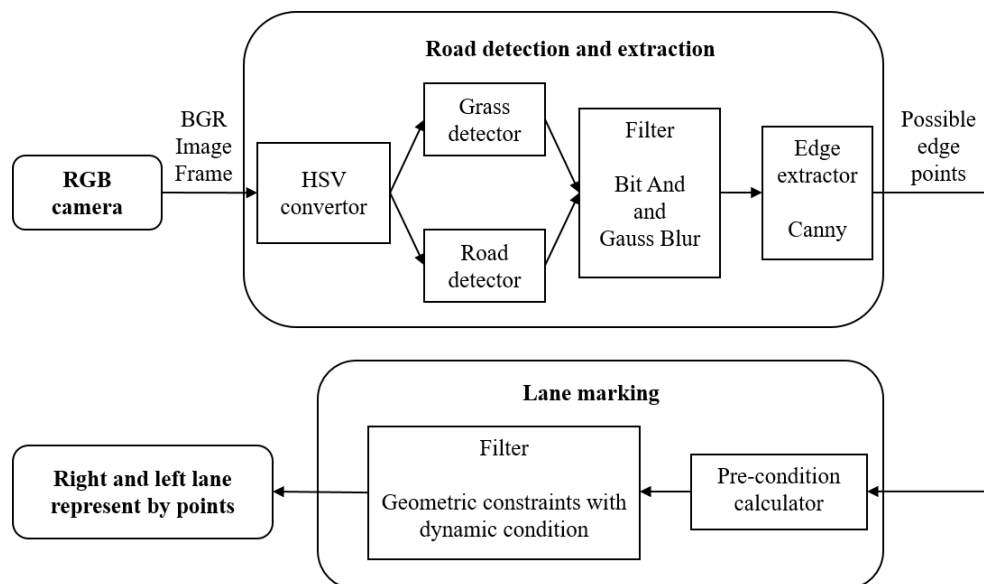 Road detection and extraction
BGR
Image
Frame
RGB
camera
HSV
convertor
Grass
detector
Road
detector
Filter
Bit And
and
Gauss Blur
Edge
extractor
Canny
Possible
edge
points
Lane marking
Pre-condition
calculator
Filter
Geometric constraints with
dynamic condition
Right and left lane
represent by points